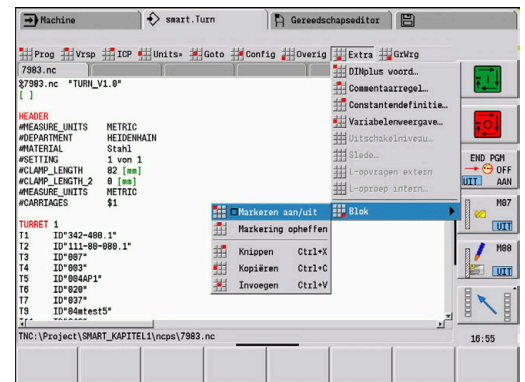 Machine
smart.Turn
Gereedschapseditor
Prog Vrsp ICP Units» Goto Config Overig Extra GrWrg
7983.nc
%7983.nc "TURN_V1.0"
[ ]
HEADER
#MEASURE_UNITS METRIC
#DEPARTMENT HEIDENHAIN
#MATERIAL Stahl
#SETTING 1 von 1
#CLAMP_LENGTH 82 [mm]
#CLAMP_LENGTH_2 0 [mm]
#MEASURE_UNITS METRIC
#CARRIAGES $1
TURRET 1
T1 ID"342-400.1"
T2 ID"111-80-080.1"
T3 ID"007"
T4 ID"003"
T5 ID"004AP1"
T6 ID"020"
T7 ID"037"
T9 ID"04mtest5"
DINplus woord…
Commentaarregel…
Constantendefinitie…
Variabelenweergave…
Uitschakelnivesu…
Slede…
L-opvragen extern
L-oproep intern…
Blok
Markeren aan/uit
Markering opheffen
Knippen Ctrl+X
Kopiëren Ctrl+C
Invoegen Ctrl+V
TNC:\Project\SMART_KAPITEL1\ncps\7983.nc
END PGM
OFF
UIT AAN
M07
UIT
M08
UIT
16:55